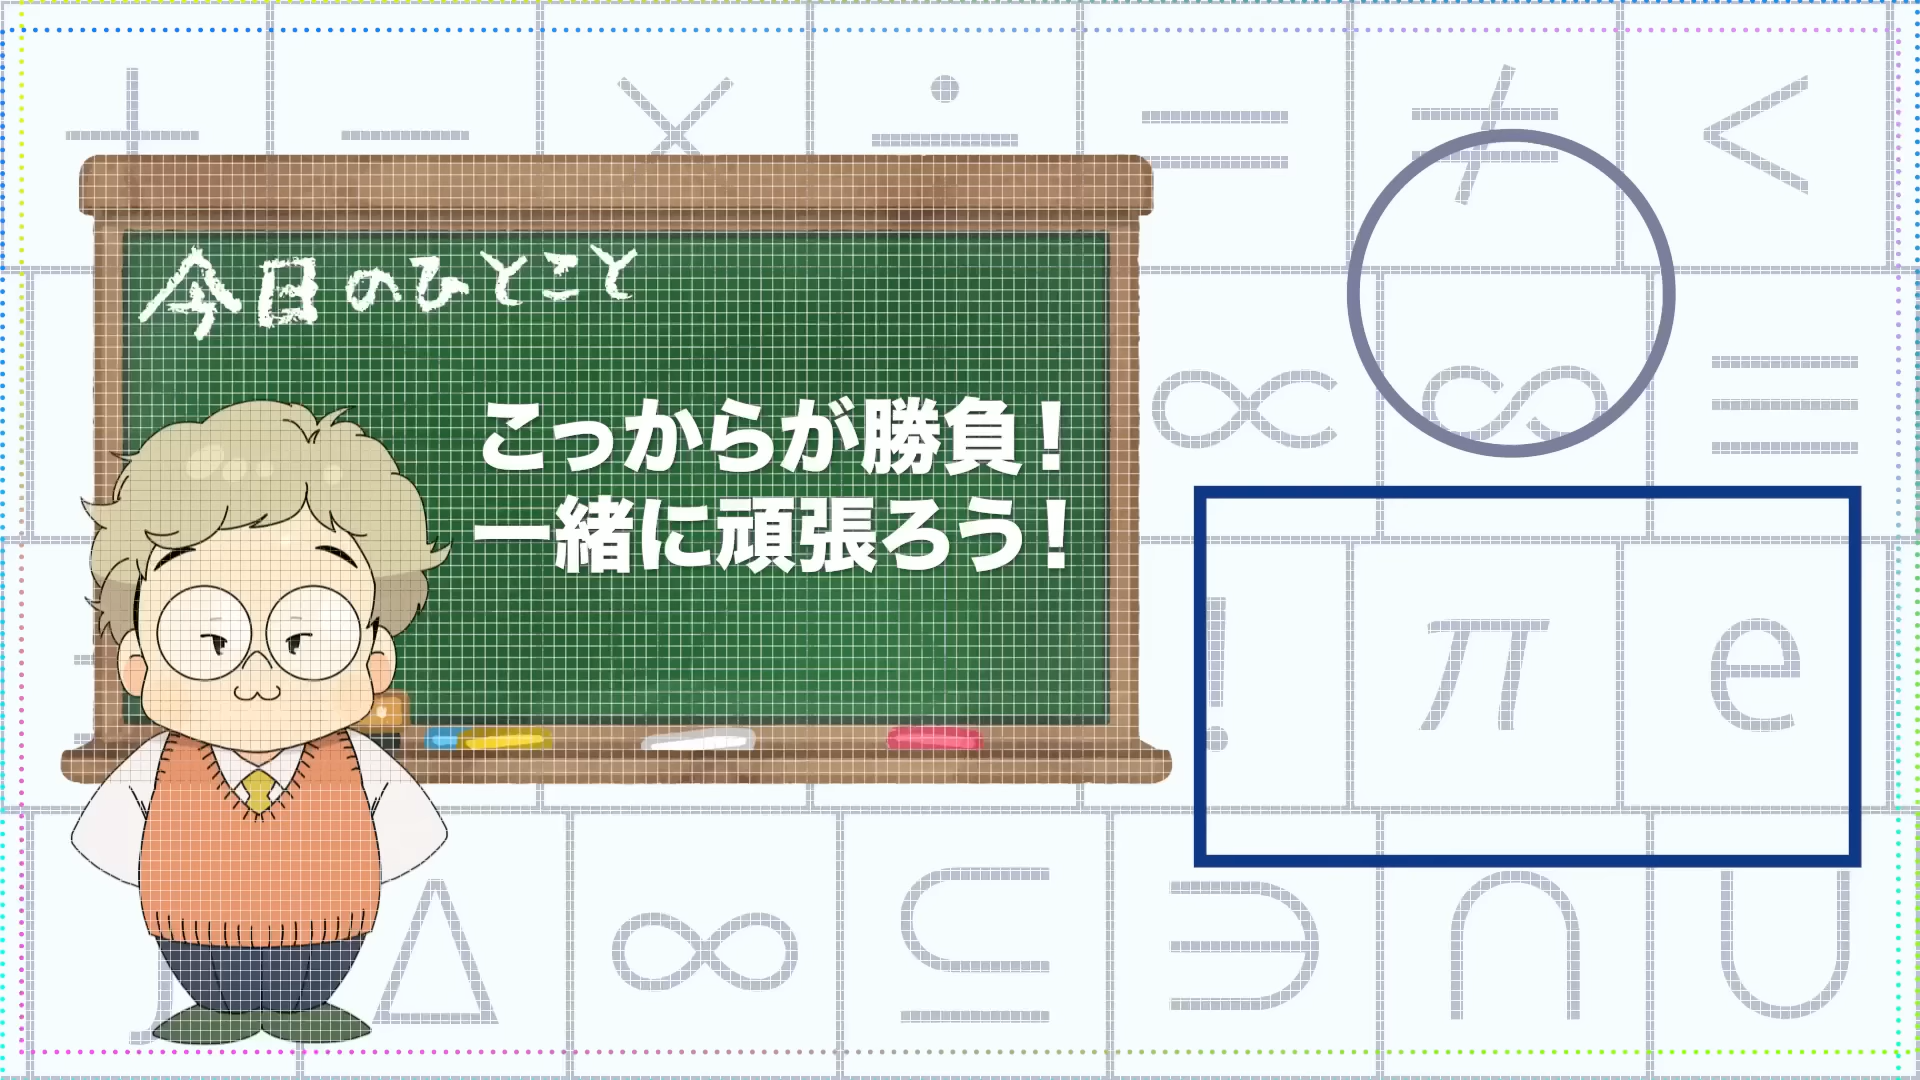 + − × ÷ = ≠ <
今日のひとこと
こっからが勝負!
一緒に頑張ろう!
∝ ∽ ≡
! π e
∫ Δ ∞ ⊆ ∋ ∩ ∪